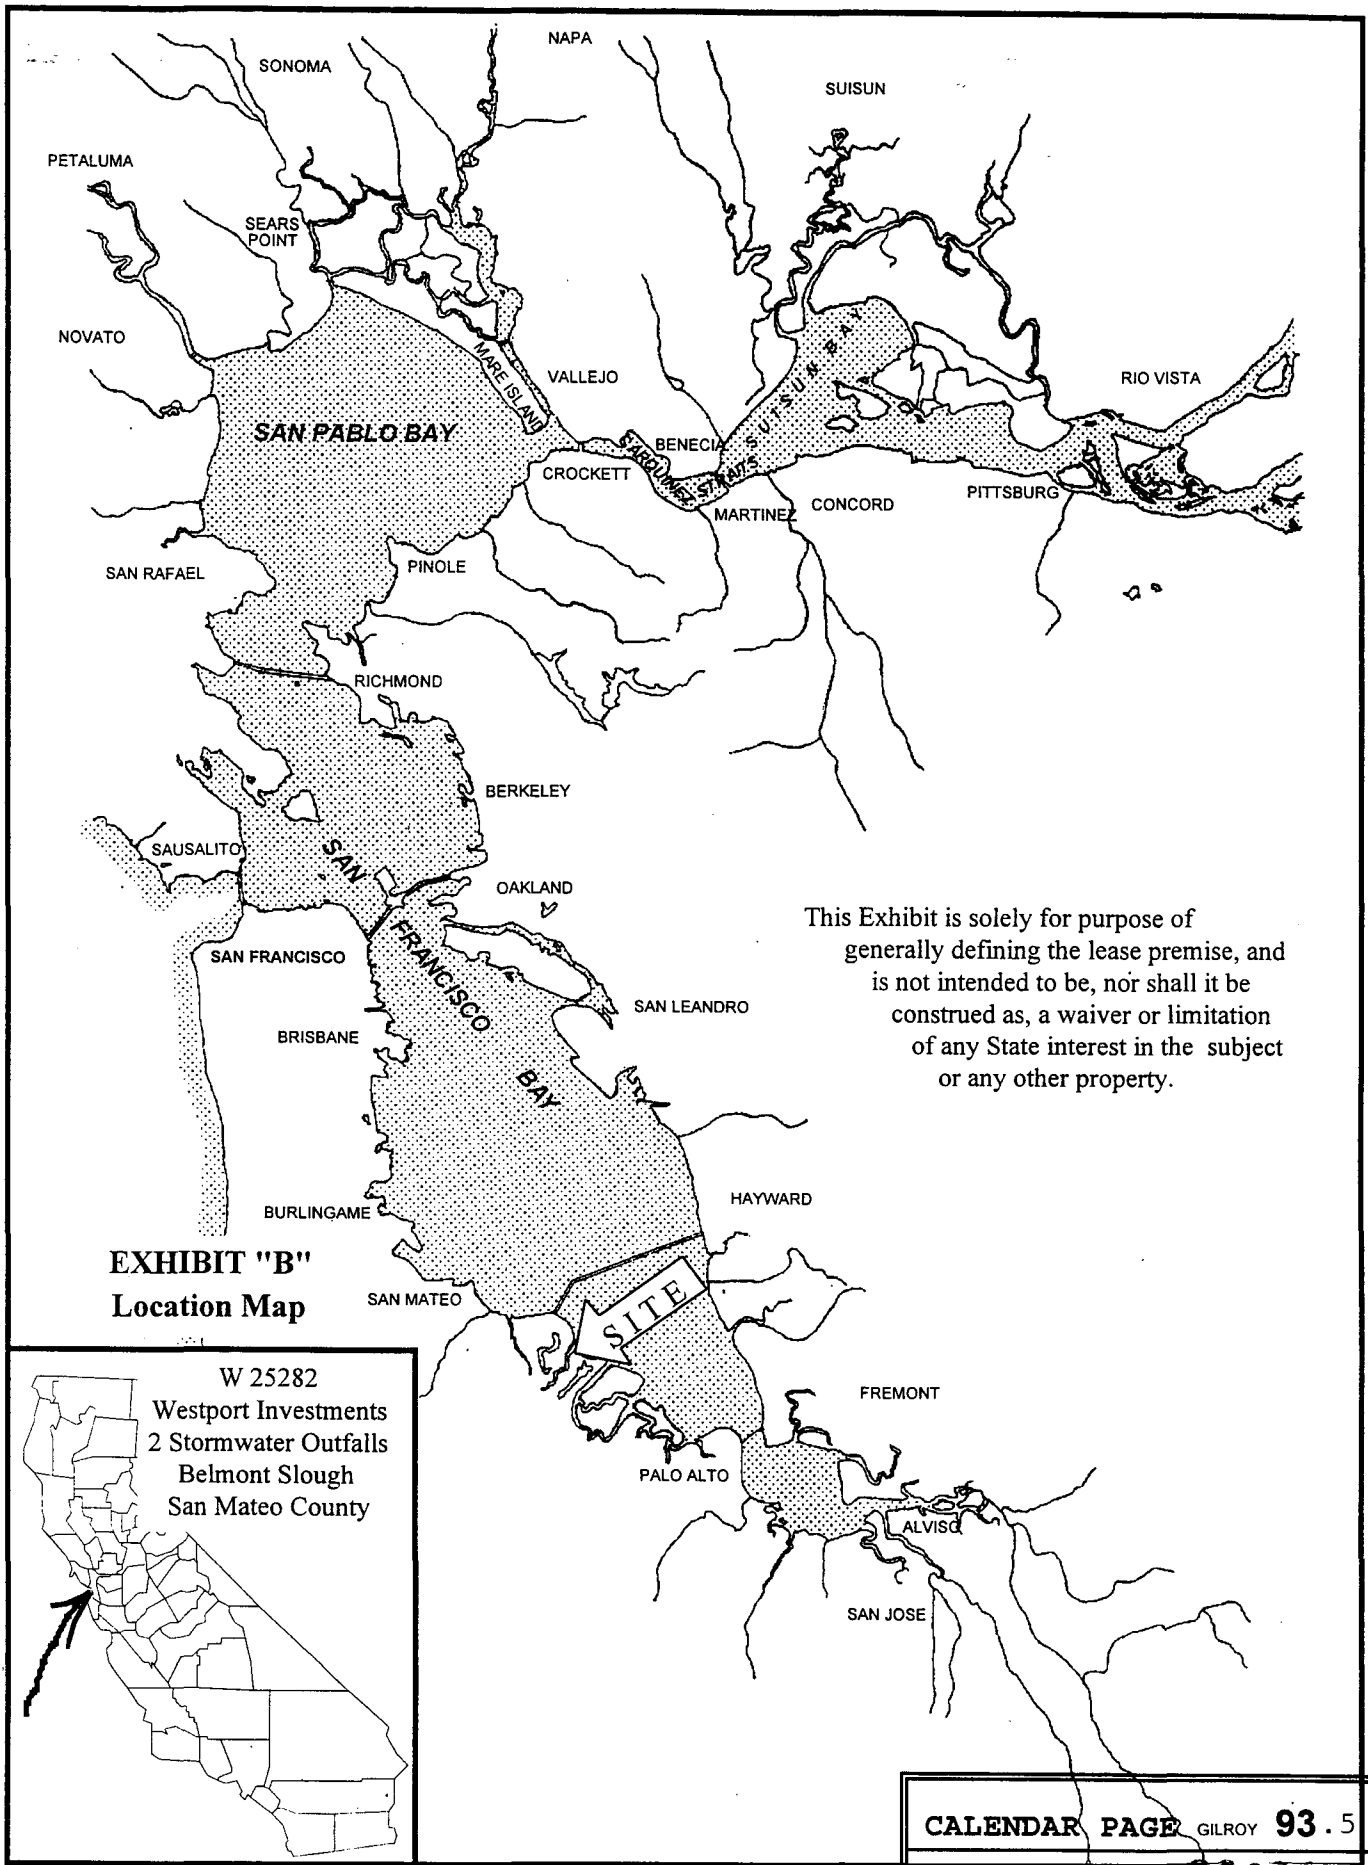 NAPA
SONOMA
SUISUN
PETALUMA
SEARS
POINT
NOVATO
MARE ISLAND
VALLEJO
SUISUN BAY
RIO VISTA
SAN PABLO BAY
BENECIA
CARQUINEZ STRAITS
CROCKETT
PITTSBURG
MARTINEZ
CONCORD
SAN RAFAEL
PINOLE
RICHMOND
BERKELEY
SAUSALITO
SAN
FRANCISCO
BAY
OAKLAND
This Exhibit is solely for purpose of
generally defining the lease premise, and
is not intended to be, nor shall it be
construed as, a waiver or limitation
of any State interest in the subject
or any other property.
SAN FRANCISCO
SAN LEANDRO
BRISBANE
HAYWARD
BURLINGAME
EXHIBIT "B"
Location Map
SAN MATEO
SITE
W 25282
Westport Investments
2 Stormwater Outfalls
Belmont Slough
San Mateo County
FREMONT
PALO ALTO
ALVISO
SAN JOSE
CALENDAR PAGE GILROY 93.5